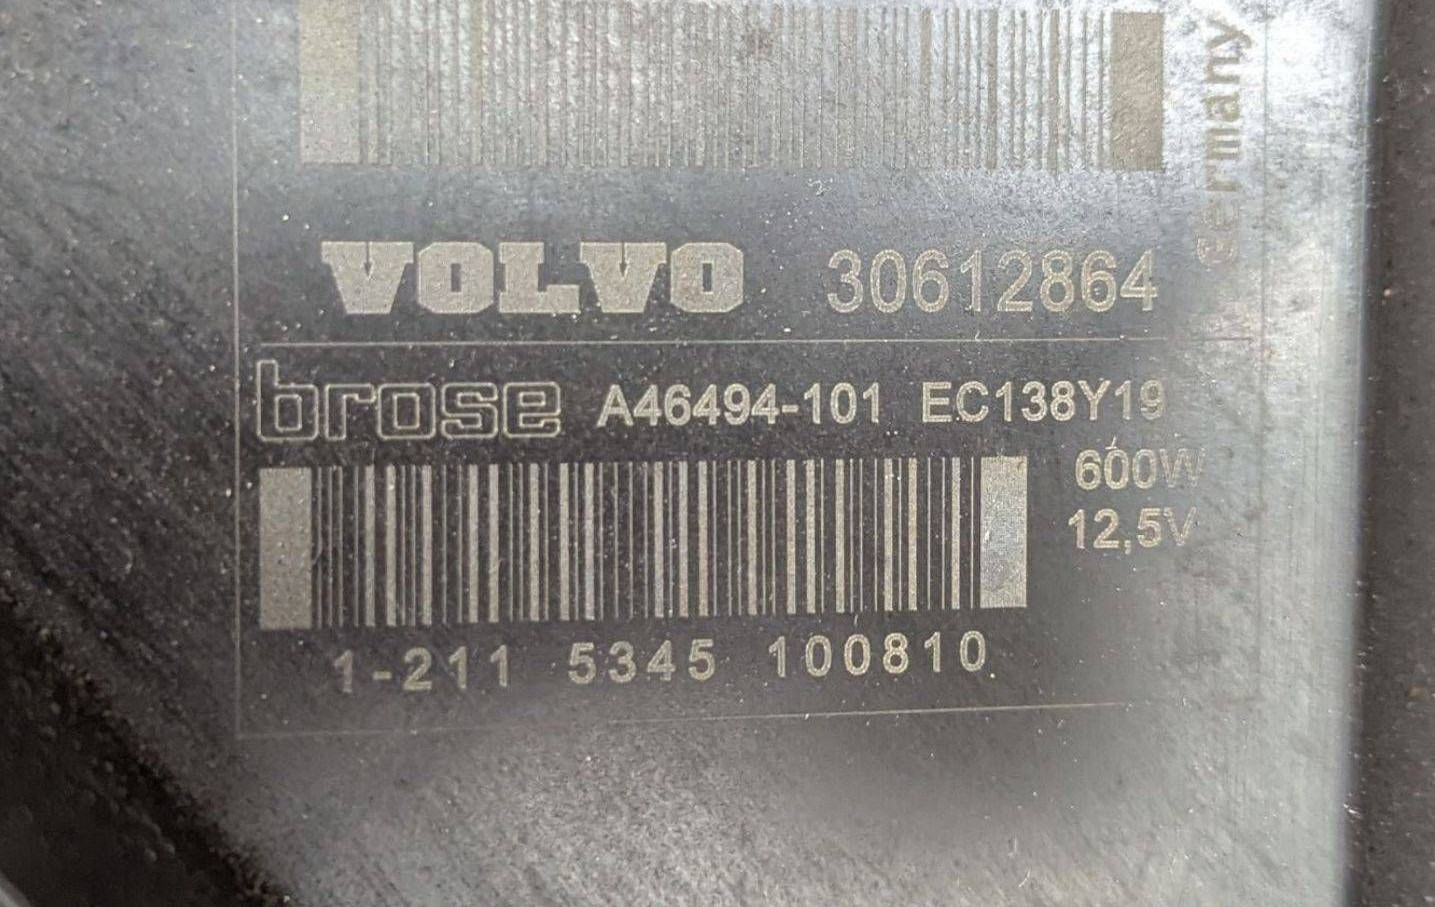 Germany
VOLVO 30612864
brose A46494-101 EC138Y19
600W
12,5V
1-211 5345 100810